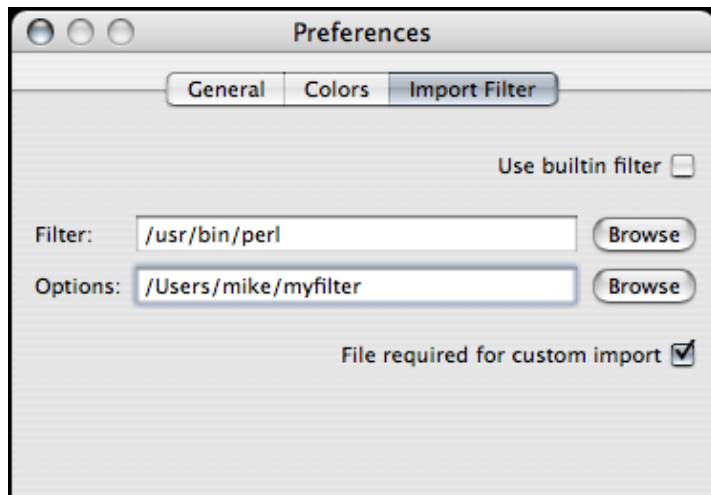 Preferences
General Colors Import Filter
Use builtin filter
Filter: /usr/bin/perl Browse
Options: /Users/mike/myfilter Browse
File required for custom import